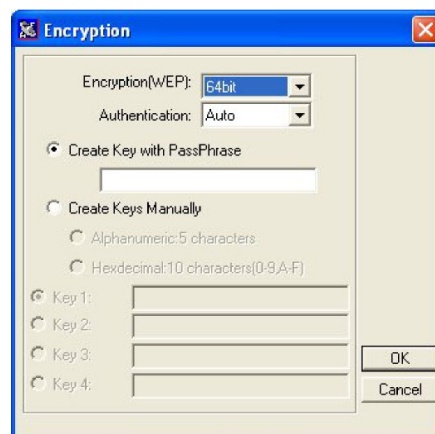 Encryption
Encryption(WEP): 64bit
Authentication: Auto
Create Key with PassPhrase
Create Keys Manually
Alphanumeric:5 characters
Hexdecimal:10 characters(0-9,A-F)
Key 1:
Key 2:
Key 3:
Key 4:
OK
Cancel